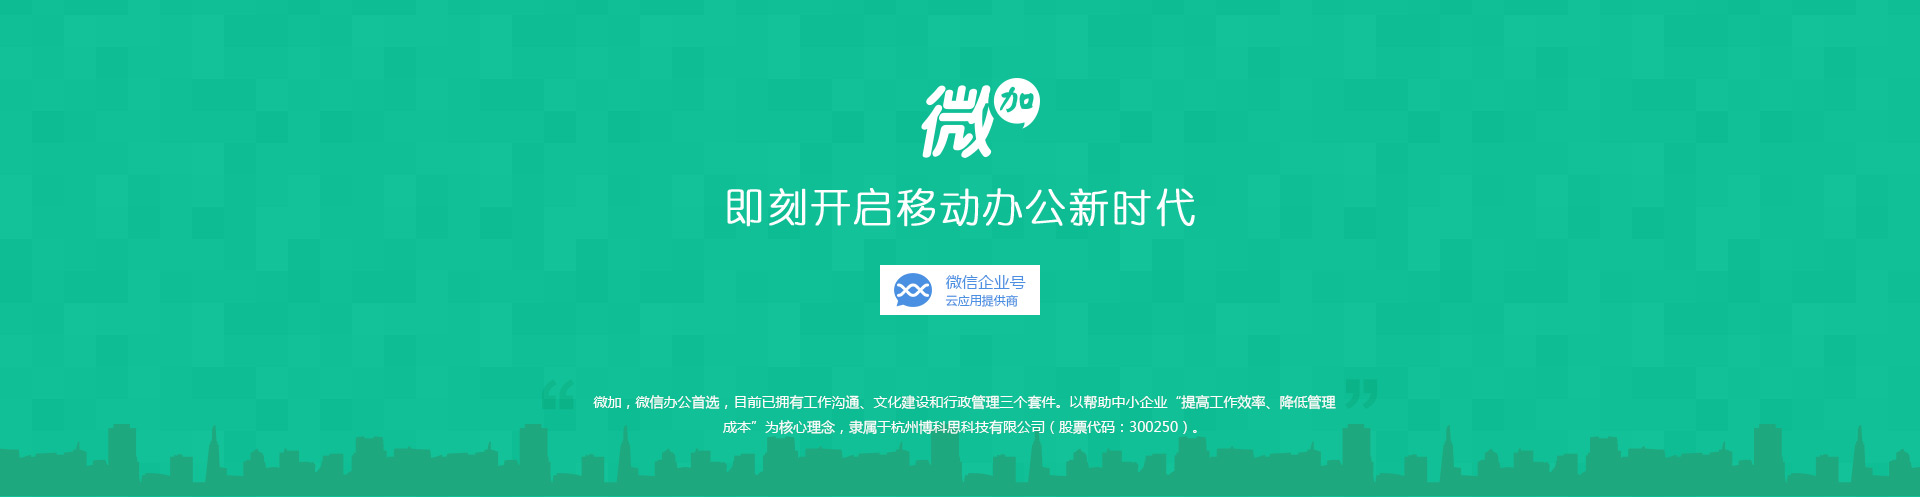 微加
即刻开启移动办公新时代
微信企业号
云应用提供商
“ ”
微加，微信办公首选，目前已拥有工作沟通、文化建设和行政管理三个套件。以帮助中小企业“提高工作效率、降低管理
成本”为核心理念，隶属于杭州博科思科技有限公司（股票代码：300250）。